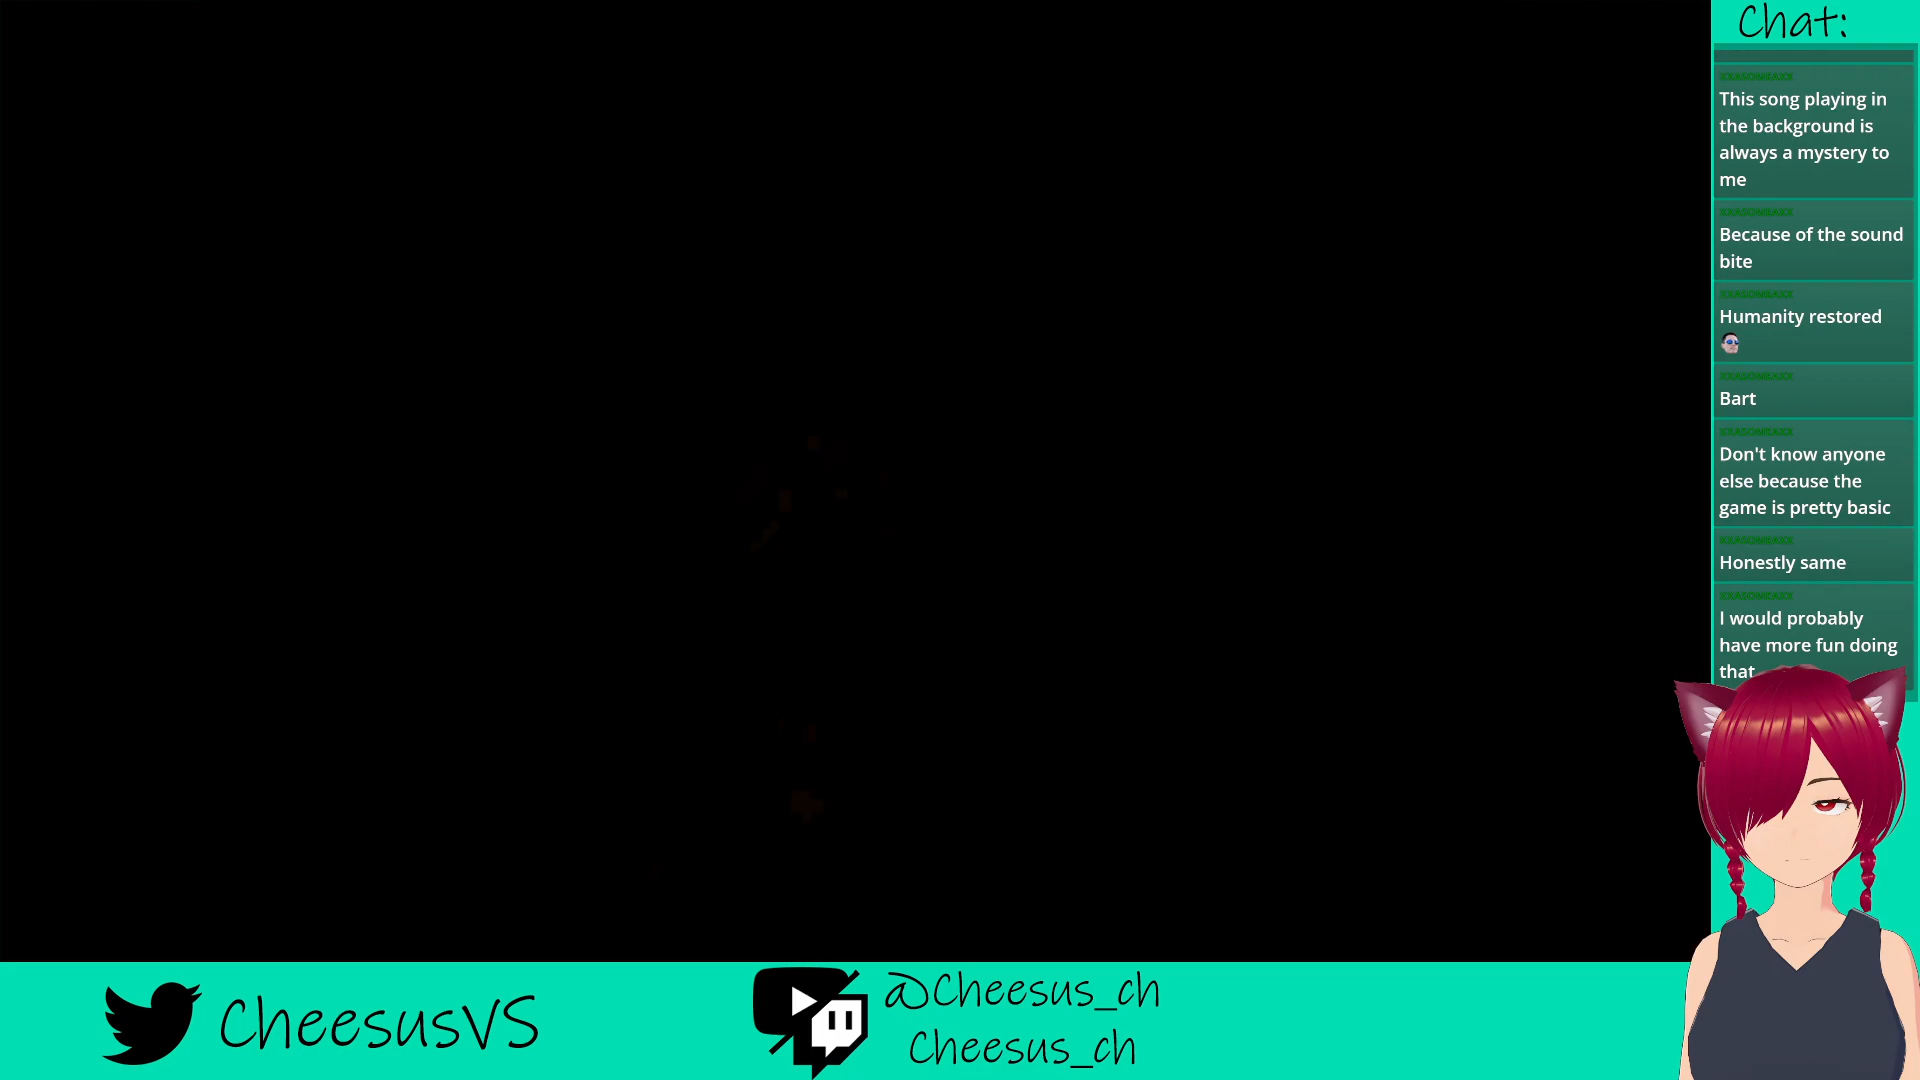 Chat:
This song playing in
the background is
always a mystery to
me
Because of the sound
bite
Humanity restored
Bart
Don't know anyone
else because the
game is pretty basic
Honestly same
I would probably
have more fun doing
that
CheesusVS
@Cheesus_ch
Cheesus_ch